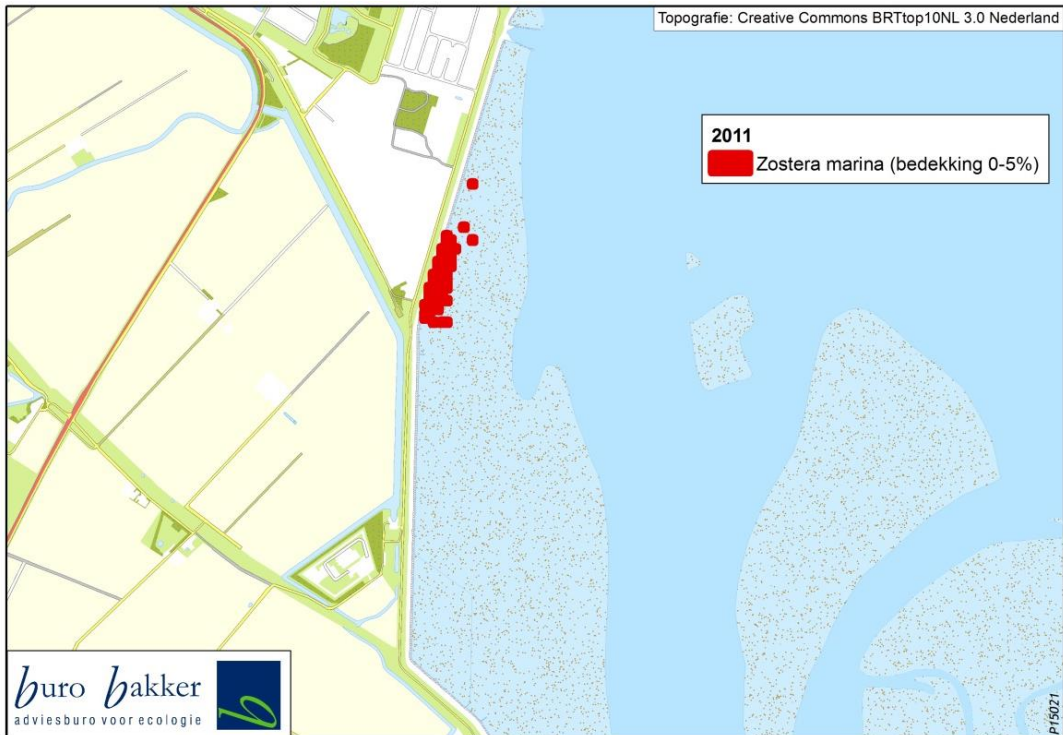 Topografie: Creative Commons BRTtop10NL 3.0 Nederland
2011
Zostera marina (bedekking 0-5%)
buro bakker
adviesburo voor ecologie
b
P15021